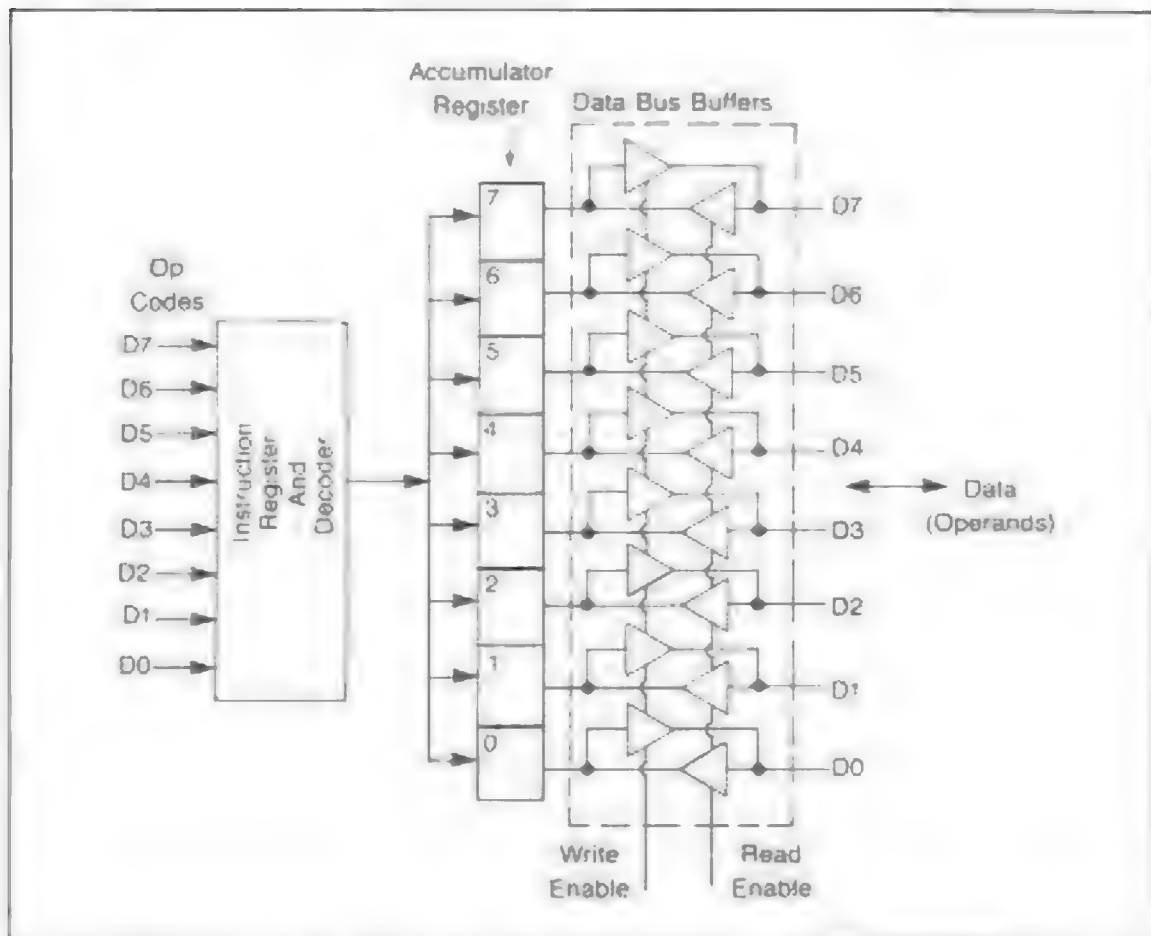 Accumulator
Register
Data Bus Buffers
Op
Codes
D7
D6
D5
D4
D3
D2
D1
D0
Instruction
Register
And
Decoder
7
6
5
4
3
2
1
0
D7
D6
D5
D4
D3
D2
D1
D0
Data
(Operands)
Write
Enable
Read
Enable